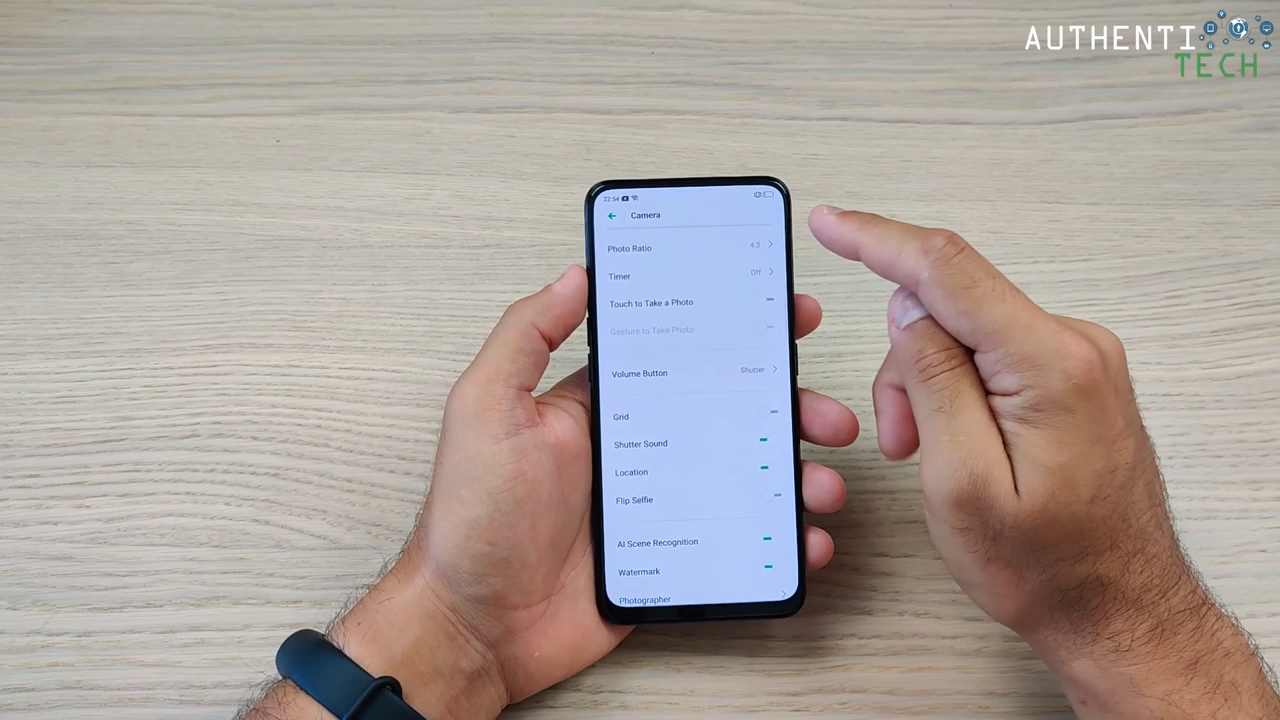 AUTHENTI
TECH
22:54
Camera
Photo Ratio 4:3
Timer Off
Touch to Take a Photo
Gesture to Take Photo
Volume Button Shutter
Grid
Shutter Sound
Location
Flip Selfie
AI Scene Recognition
Watermark
Photographer